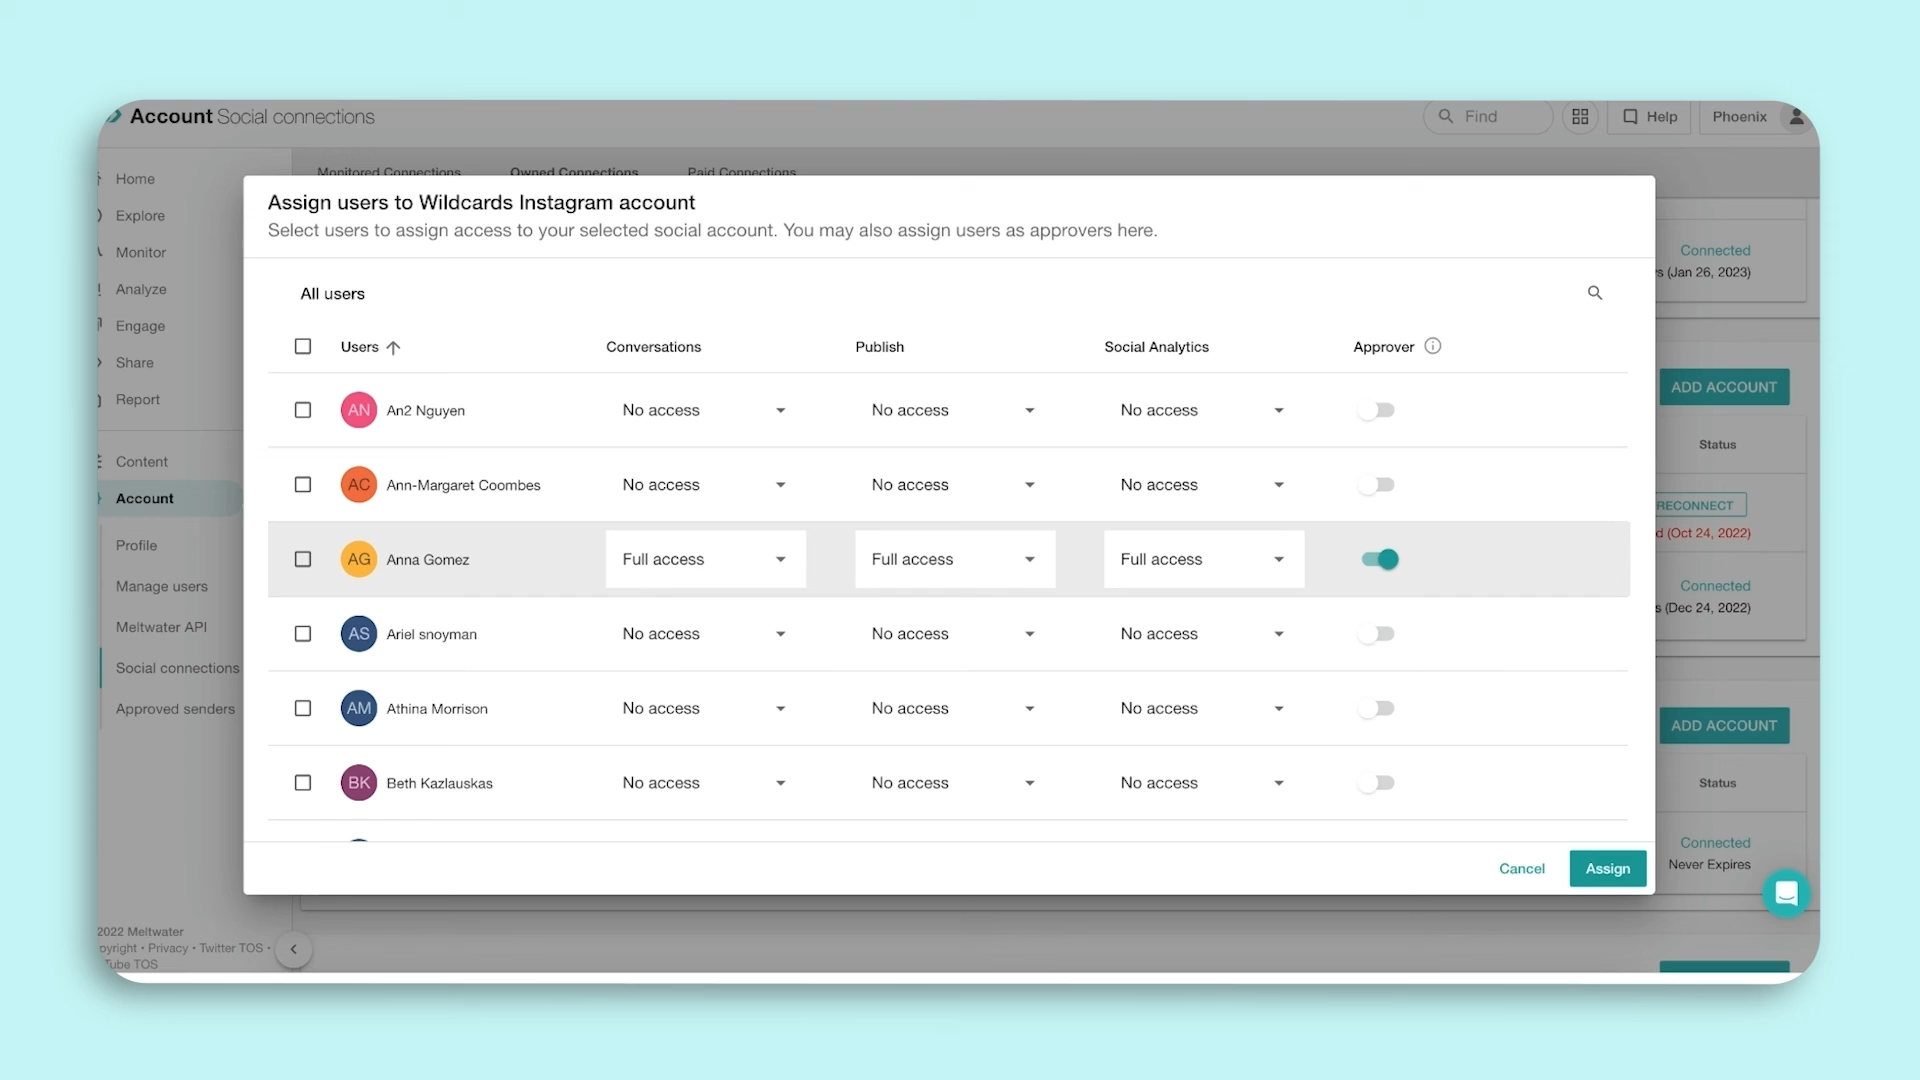 Account Social connections
Find
Help
Phoenix
Home
Explore
Monitor
Analyze
Engage
Share
Report
Content
Account
Profile
Manage users
Meltwater API
Social connections
Approved senders
2022 Meltwater
pyright • Privacy • Twitter TOS •
Tube TOS
Monitored Connections Owned Connections Paid Connections
Assign users to Wildcards Instagram account
Select users to assign access to your selected social account. You may also assign users as approvers here.
All users
Users Conversations Publish Social Analytics Approver
AN An2 Nguyen No access No access No access
AC Ann-Margaret Coombes No access No access No access
AG Anna Gomez Full access Full access Full access
AS Ariel snoyman No access No access No access
AM Athina Morrison No access No access No access
BK Beth Kazlauskas No access No access No access
Cancel Assign
Connected
s (Jan 26, 2023)
ADD ACCOUNT
Status
RECONNECT
d (Oct 24, 2022)
Connected
s (Dec 24, 2022)
ADD ACCOUNT
Status
Connected
Never Expires